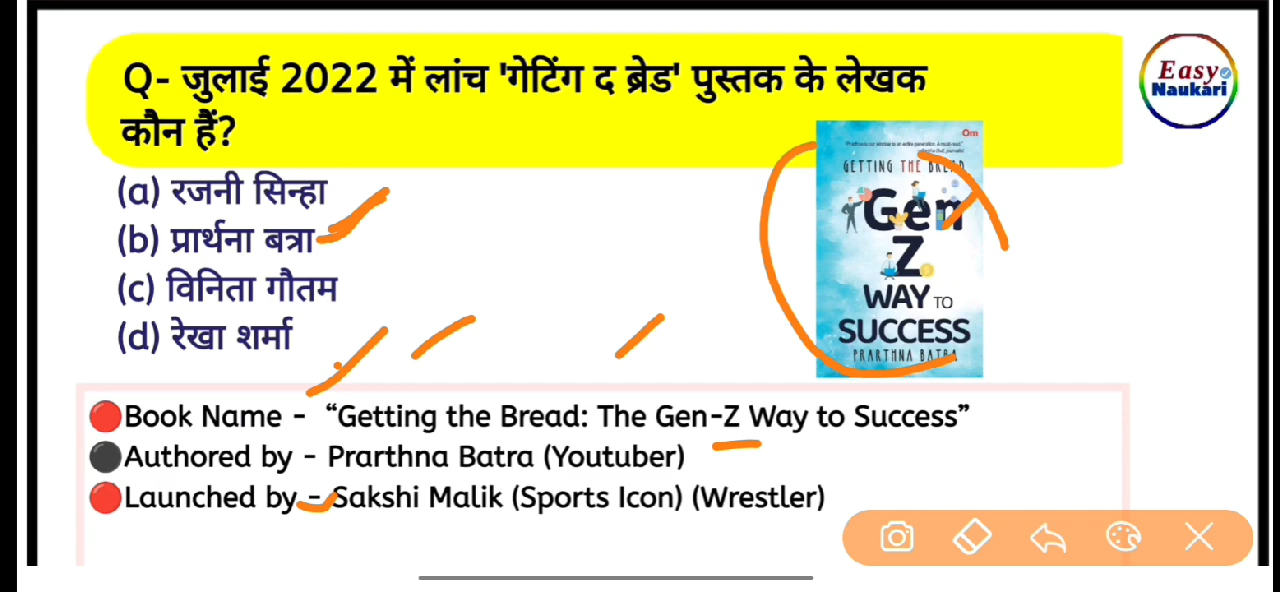 Q- जुलाई 2022 में लांच 'गेटिंग द ब्रेड' पुस्तक के लेखक
कौन हैं?
Easy
Naukari
(a) रजनी सिन्हा
(b) प्रार्थना बत्रा
(c) विनिता गौतम
(d) रेखा शर्मा
Om
GETTING THE BREAD
Gen
Z
WAY TO
SUCCESS
PRARTHNA BATRA
🔴Book Name - “Getting the Bread: The Gen-Z Way to Success”
⚫Authored by - Prarthna Batra (Youtuber)
🔴Launched by - Sakshi Malik (Sports Icon) (Wrestler)